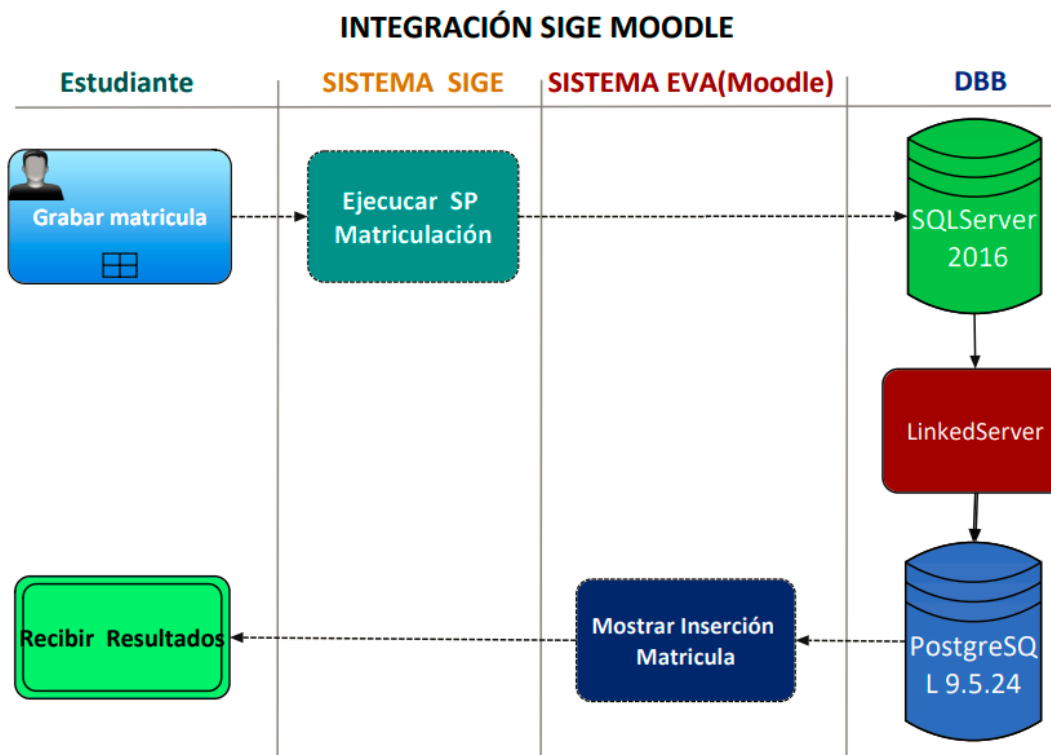 INTEGRACIÓN SIGE MOODLE
Estudiante
SISTEMA SIGE
SISTEMA EVA(Moodle)
DBB
Grabar matricula
Ejecucar SP
Matriculación
SQLServer
2016
LinkedServer
Recibir Resultados
Mostrar Inserción
Matricula
PostgreSQ
L 9.5.24